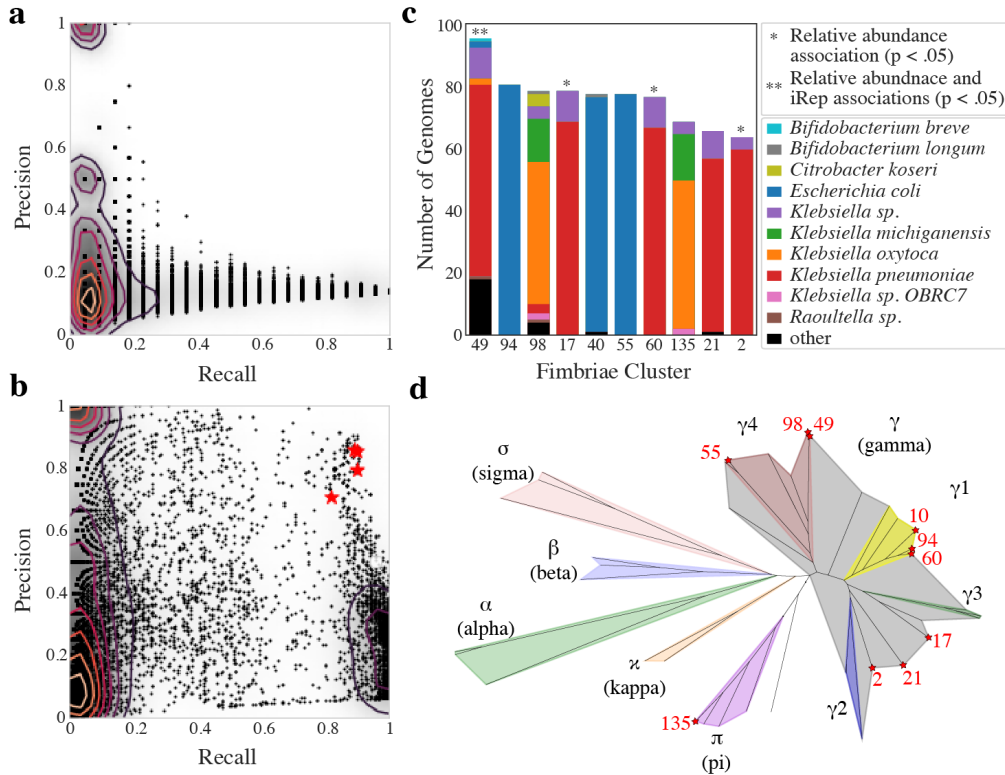 a
1
0.8
0.6
0.4
0.2
0
Precision
0
0.2
0.4
0.6
0.8
1
Recall
b
1
0.8
0.6
0.4
0.2
0
Precision
0
0.2
0.4
0.6
0.8
1
Recall
c
100
80
60
40
20
0
Number of Genomes
**
*
*
*
49
94
98
17
40
55
60
135
21
2
Fimbriae Cluster
* Relative abundance
association (p < .05)
** Relative abundnace and
iRep associations (p < .05)
Bifidobacterium breve
Bifidobacterium longum
Citrobacter koseri
Escherichia coli
Klebsiella sp.
Klebsiella michiganensis
Klebsiella oxytoca
Klebsiella pneumoniae
Klebsiella sp. OBRC7
Raoultella sp.
other
d
σ
(sigma)
β
(beta)
α
(alpha)
ϰ
(kappa)
π
(pi)
135
γ4
55
98
49
γ
(gamma)
γ1
10
94
60
γ3
17
21
2
γ2